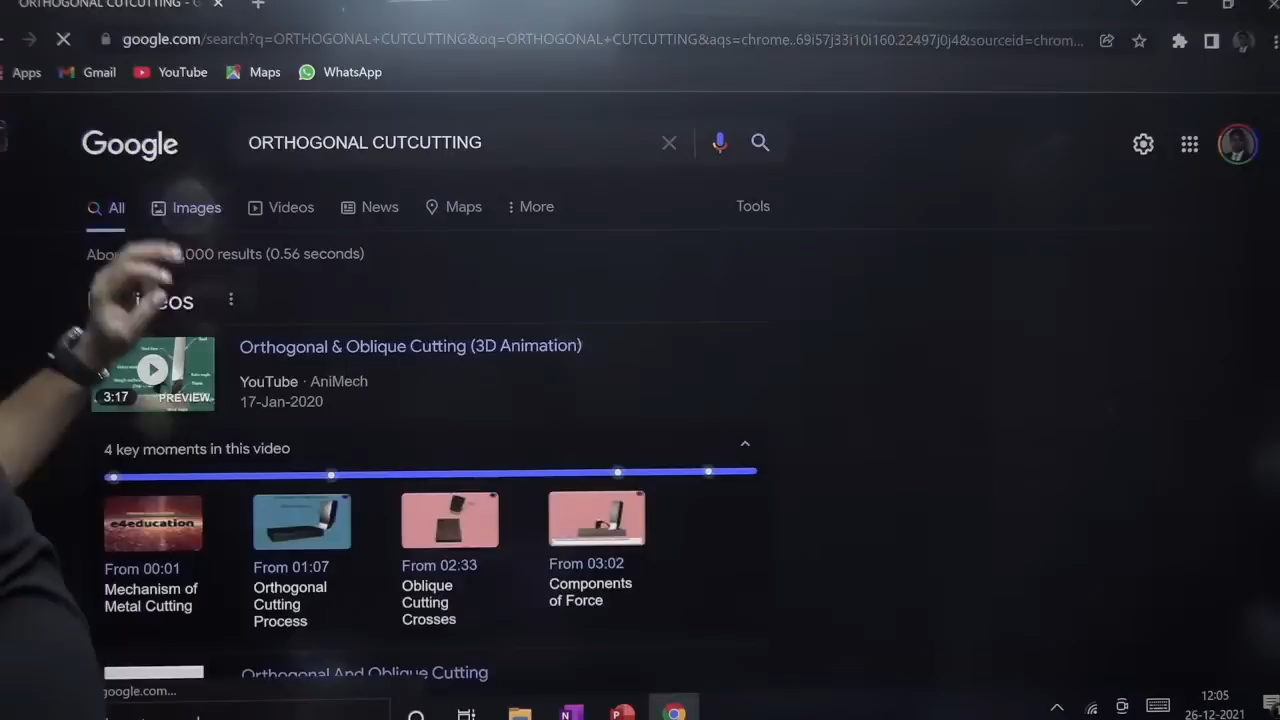 ORTHOGONAL CUTCUTTING - G
google.com/search?q=ORTHOGONAL+CUTCUTTING&oq=ORTHOGONAL+CUTCUTTING&aqs=chrome..69i57j33i10i160.22497j0j4&sourceid=chrom...
Apps Gmail YouTube Maps WhatsApp
Google ORTHOGONAL CUTCUTTING
All Images Videos News Maps More Tools
000 results (0.56 seconds)
Orthogonal & Oblique Cutting (3D Animation)
YouTube · AniMech
17-Jan-2020
3:17 PREVIEW
4 key moments in this video
e4education
From 00:01
Mechanism of
Metal Cutting
From 01:07
Orthogonal
Cutting
Process
From 02:33
Oblique
Cutting
Crosses
From 03:02
Components
of Force
Orthogonal And Oblique Cutting
google.com...
12:05
26-12-2021